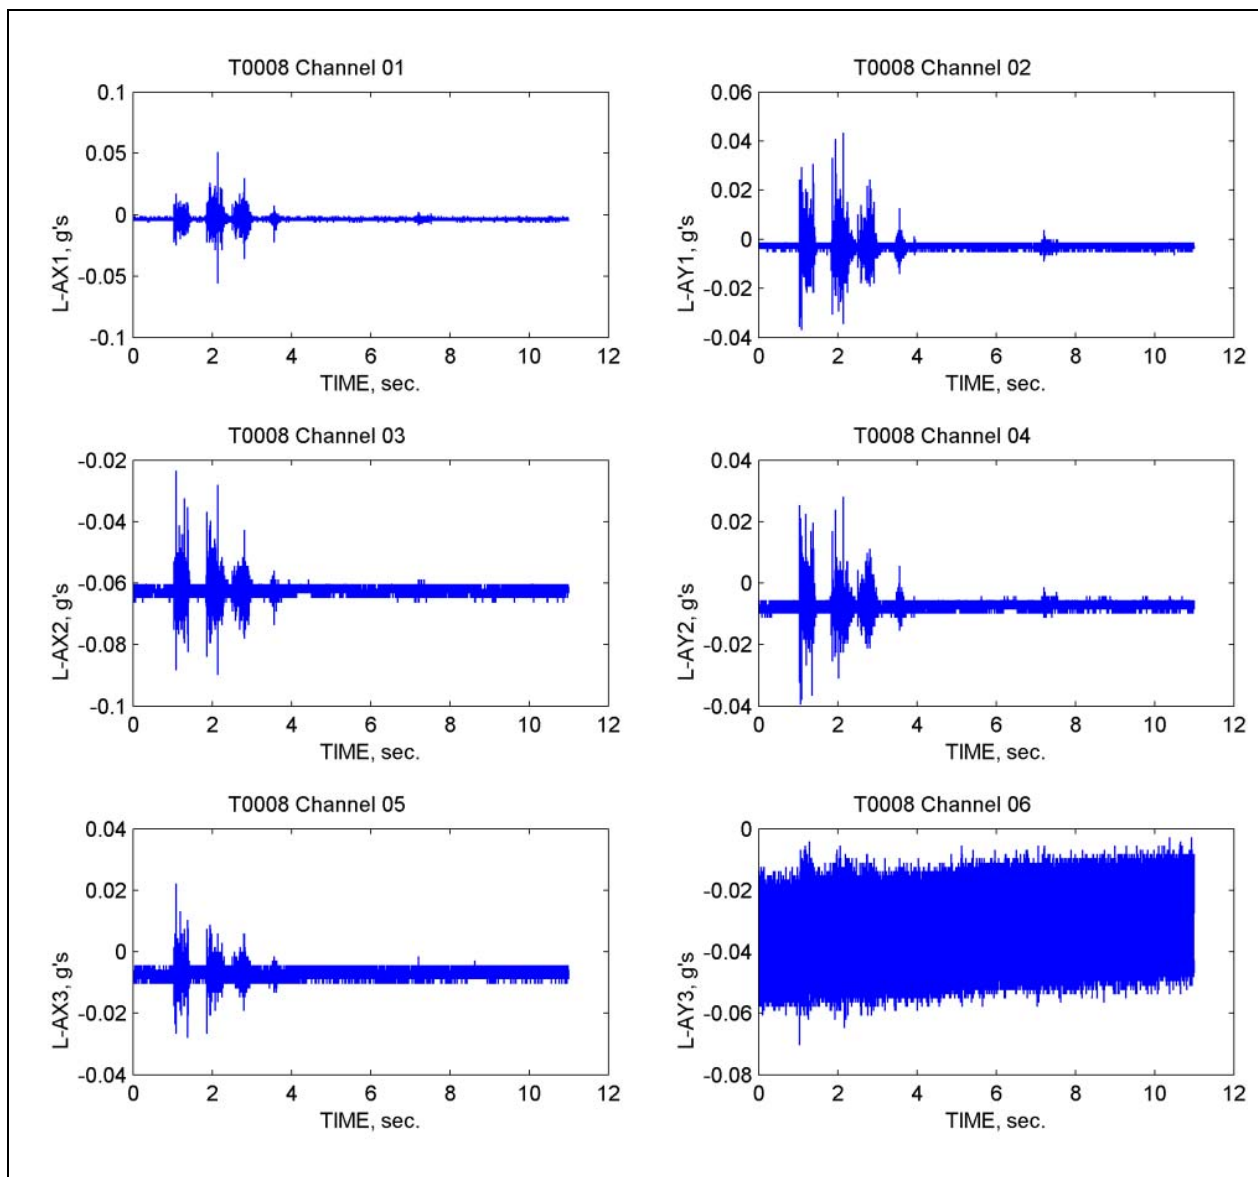 T0008 Channel 01
0.1
0.05
0
-0.05
-0.1
L-AX1, g's
0 2 4 6 8 10 12
TIME, sec.
T0008 Channel 02
0.06
0.04
0.02
0
-0.02
-0.04
L-AY1, g's
0 2 4 6 8 10 12
TIME, sec.
T0008 Channel 03
-0.02
-0.04
-0.06
-0.08
-0.1
L-AX2, g's
0 2 4 6 8 10 12
TIME, sec.
T0008 Channel 04
0.04
0.02
0
-0.02
-0.04
L-AY2, g's
0 2 4 6 8 10 12
TIME, sec.
T0008 Channel 05
0.04
0.02
0
-0.02
-0.04
L-AX3, g's
0 2 4 6 8 10 12
TIME, sec.
T0008 Channel 06
0
-0.02
-0.04
-0.06
-0.08
L-AY3, g's
0 2 4 6 8 10 12
TIME, sec.